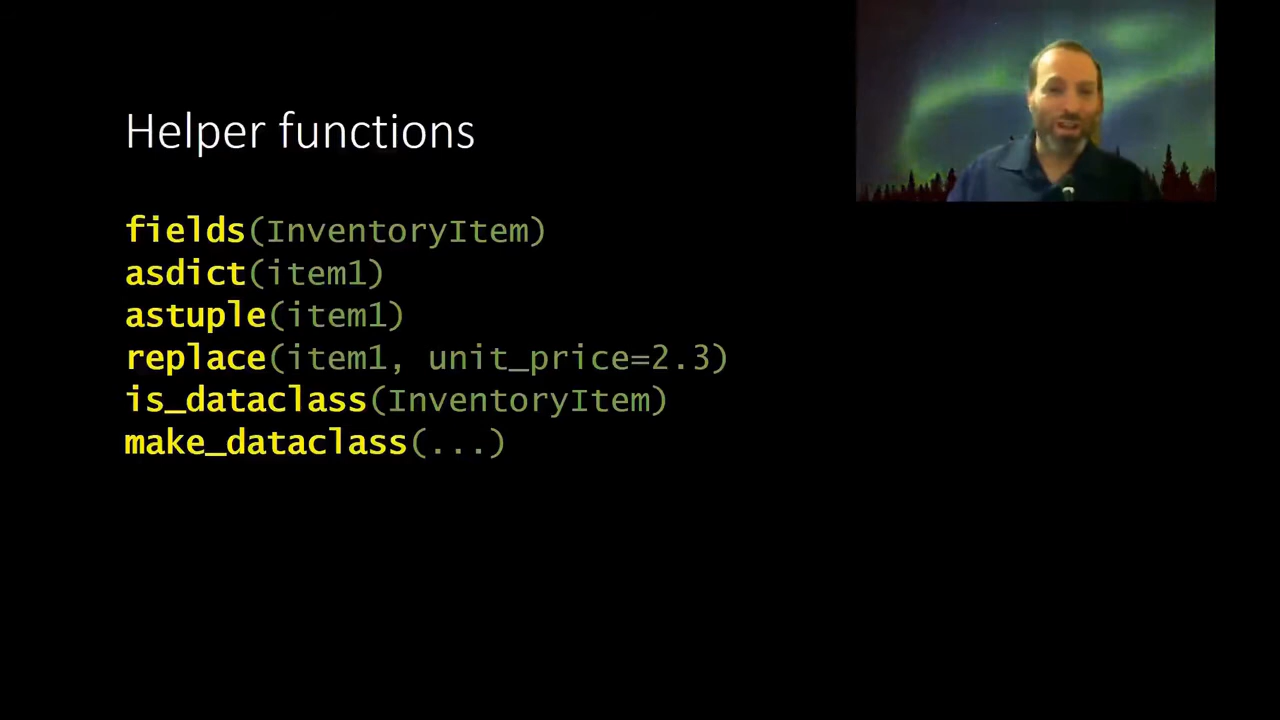 Helper functions
fields(InventoryItem)
asdict(item1)
astuple(item1)
replace(item1, unit_price=2.3)
is_dataclass(InventoryItem)
make_dataclass(...)